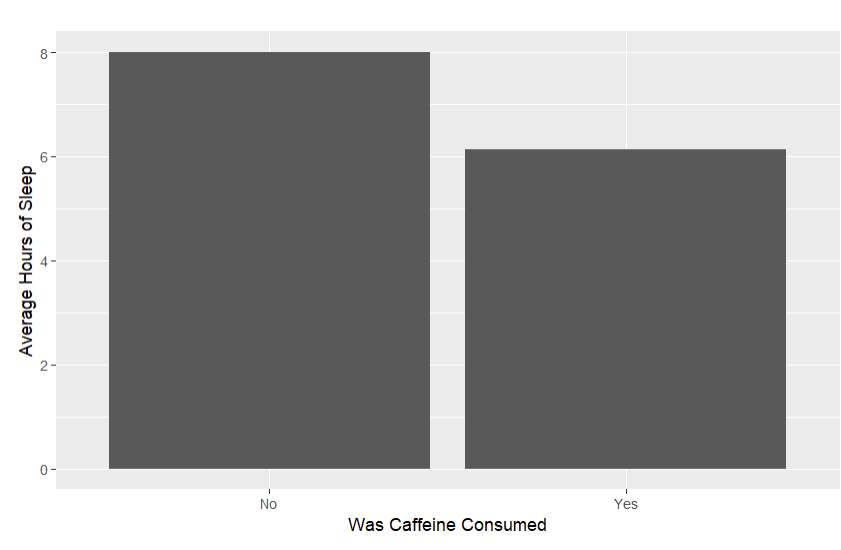 8
6
4
2
0
Average Hours of Sleep
No
Yes
Was Caffeine Consumed